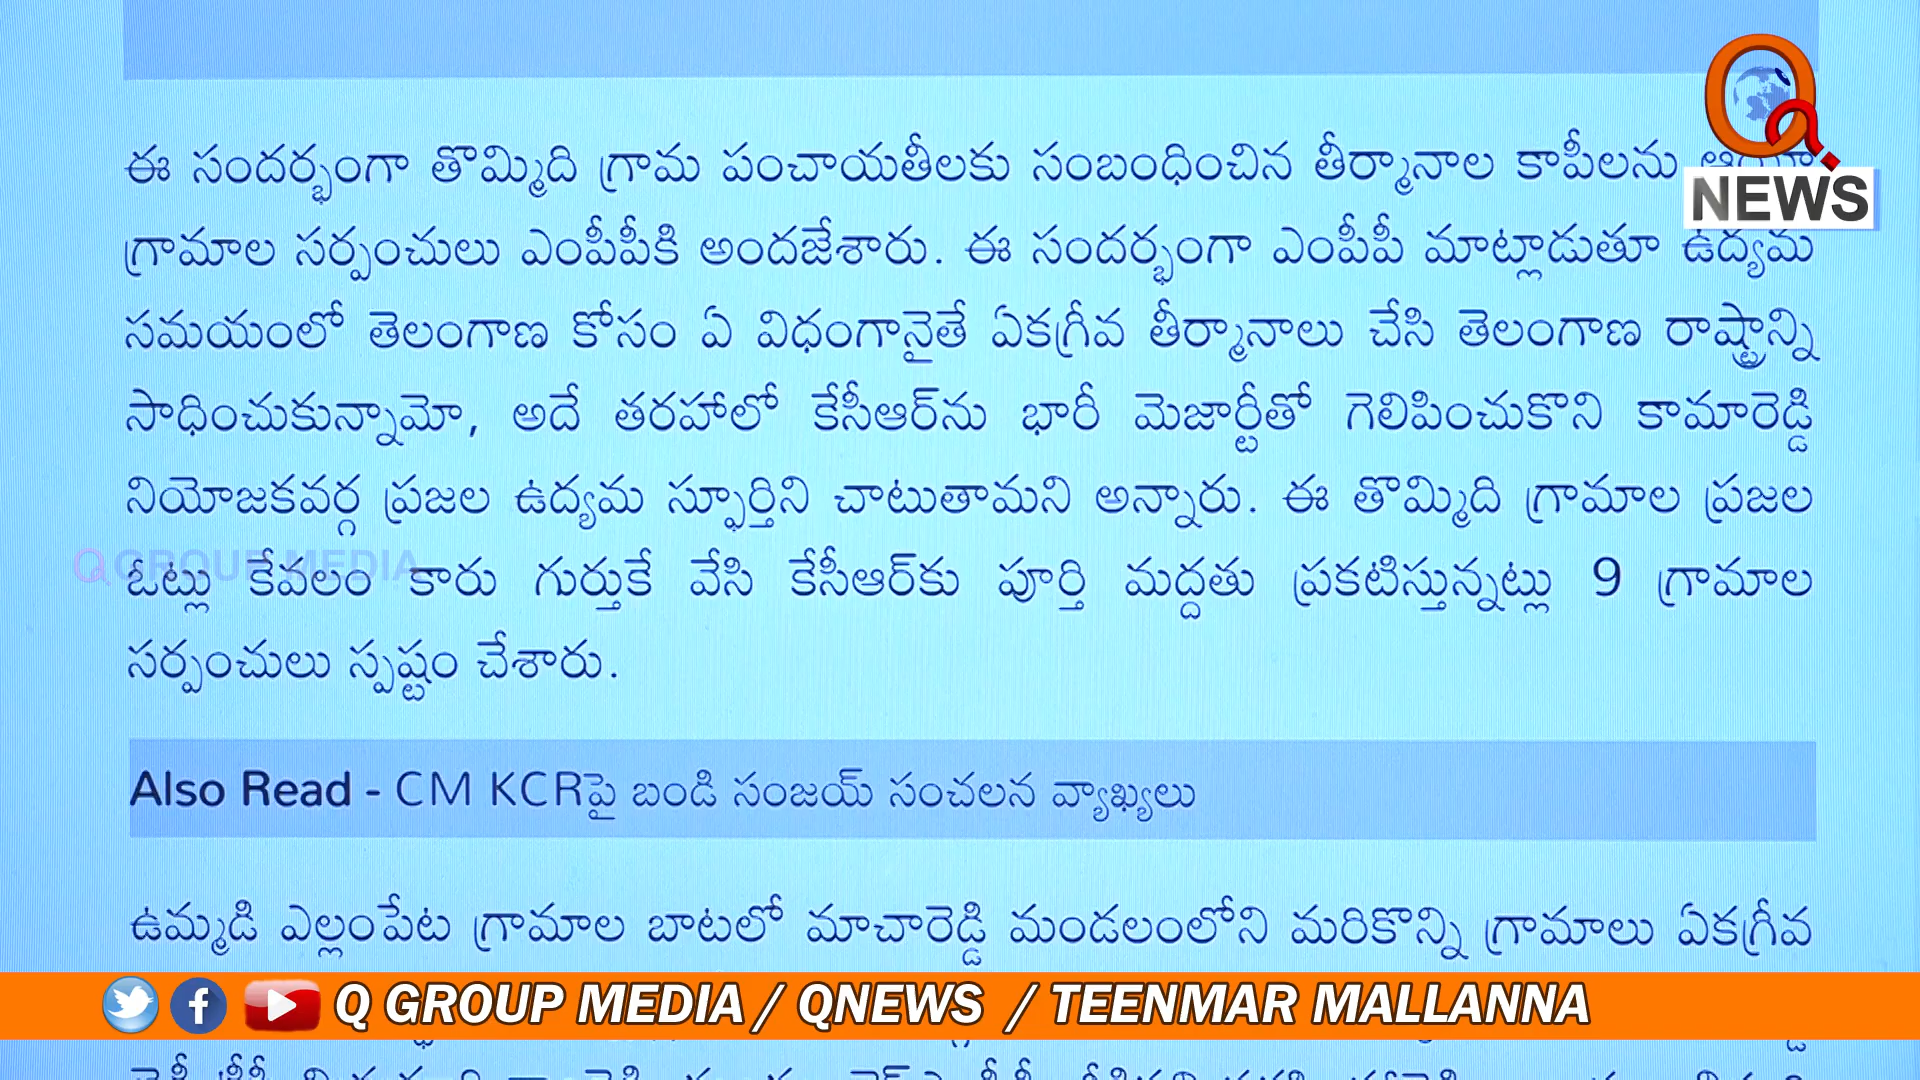 ఈ సందర్భంగా తొమ్మిది గ్రామ పంచాయతీలకు సంబంధించిన తీర్మానాల కాపీలను
NEWS
గ్రామాల సర్పంచులు ఎంపీపీకి అందజేశారు. ఈ సందర్భంగా ఎంపీపీ మాట్లాడుతూ ఉద్యమ
సమయంలో తెలంగాణ కోసం ఏ విధంగానైతే ఏకగ్రీవ తీర్మానాలు చేసి తెలంగాణ రాష్ట్రాన్ని
సాధించుకున్నామో, అదే తరహాలో కేసీఆర్‌ను భారీ మెజార్టీతో గెలిపించుకొని కామారెడ్డి
నియోజకవర్గ ప్రజల ఉద్యమ స్ఫూర్తిని చాటుతామని అన్నారు. ఈ తొమ్మిది గ్రామాల ప్రజల
Q GROUP MEDIA
ఓట్లు కేవలం కారు గుర్తుకే వేసి కేసీఆర్‌కు పూర్తి మద్దతు ప్రకటిస్తున్నట్లు 9 గ్రామాల
సర్పంచులు స్పష్టం చేశారు.
Also Read - CM KCRపై బండి సంజయ్ సంచలన వ్యాఖ్యలు
ఉమ్మడి ఎల్లంపేట గ్రామాల బాటలో మాచారెడ్డి మండలంలోని మరికొన్ని గ్రామాలు ఏకగ్రీవ
Q GROUP MEDIA / QNEWS / TEENMAR MALLANNA